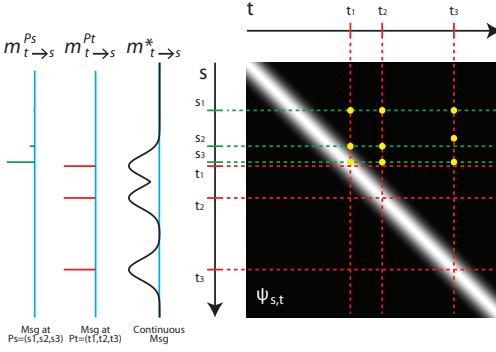 t
t₁ t₂ t₃
m^{Ps}_{t→s} m^{Pt}_{t→s} m^{*}_{t→s}
s
s₁
s₂
s₃
t₁
t₂
t₃
ψ_{s,t}
Msg at
Ps=(s1,s2,s3)
Msg at
Pt=(t1,t2,t3)
Continuous
Msg